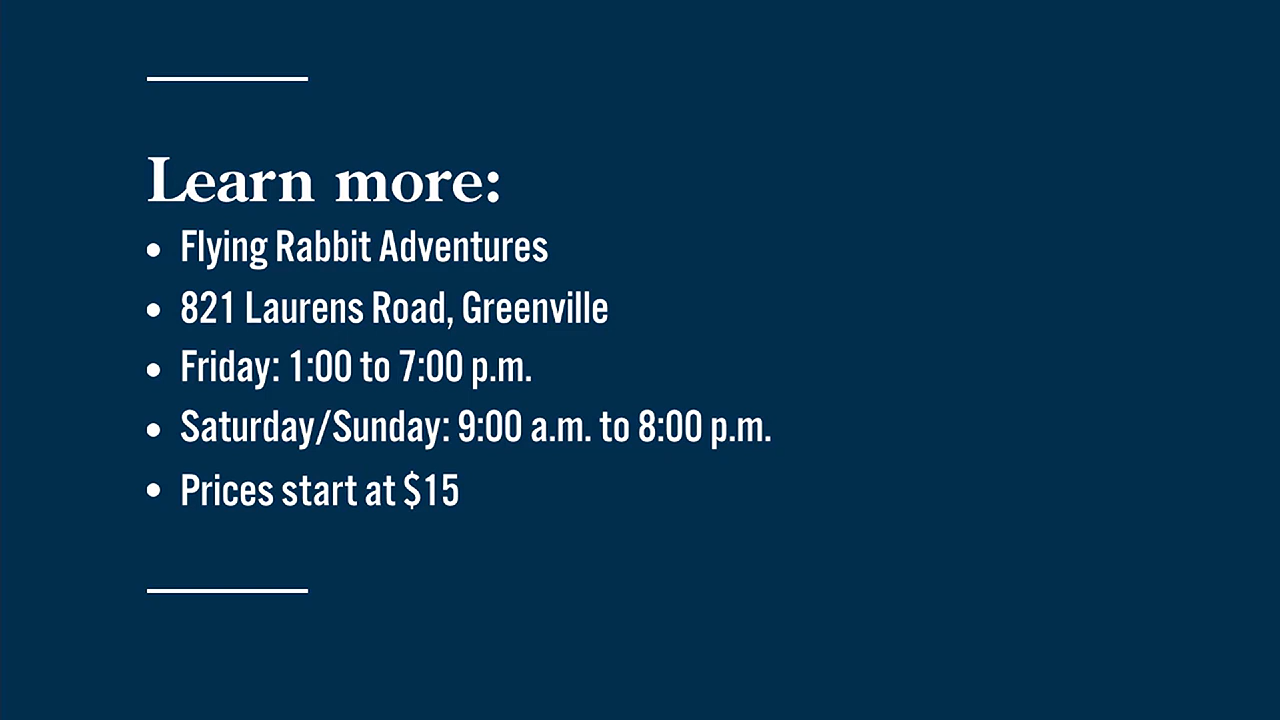 Learn more:
• Flying Rabbit Adventures
• 821 Laurens Road, Greenville
• Friday: 1:00 to 7:00 p.m.
• Saturday/Sunday: 9:00 a.m. to 8:00 p.m.
• Prices start at $15